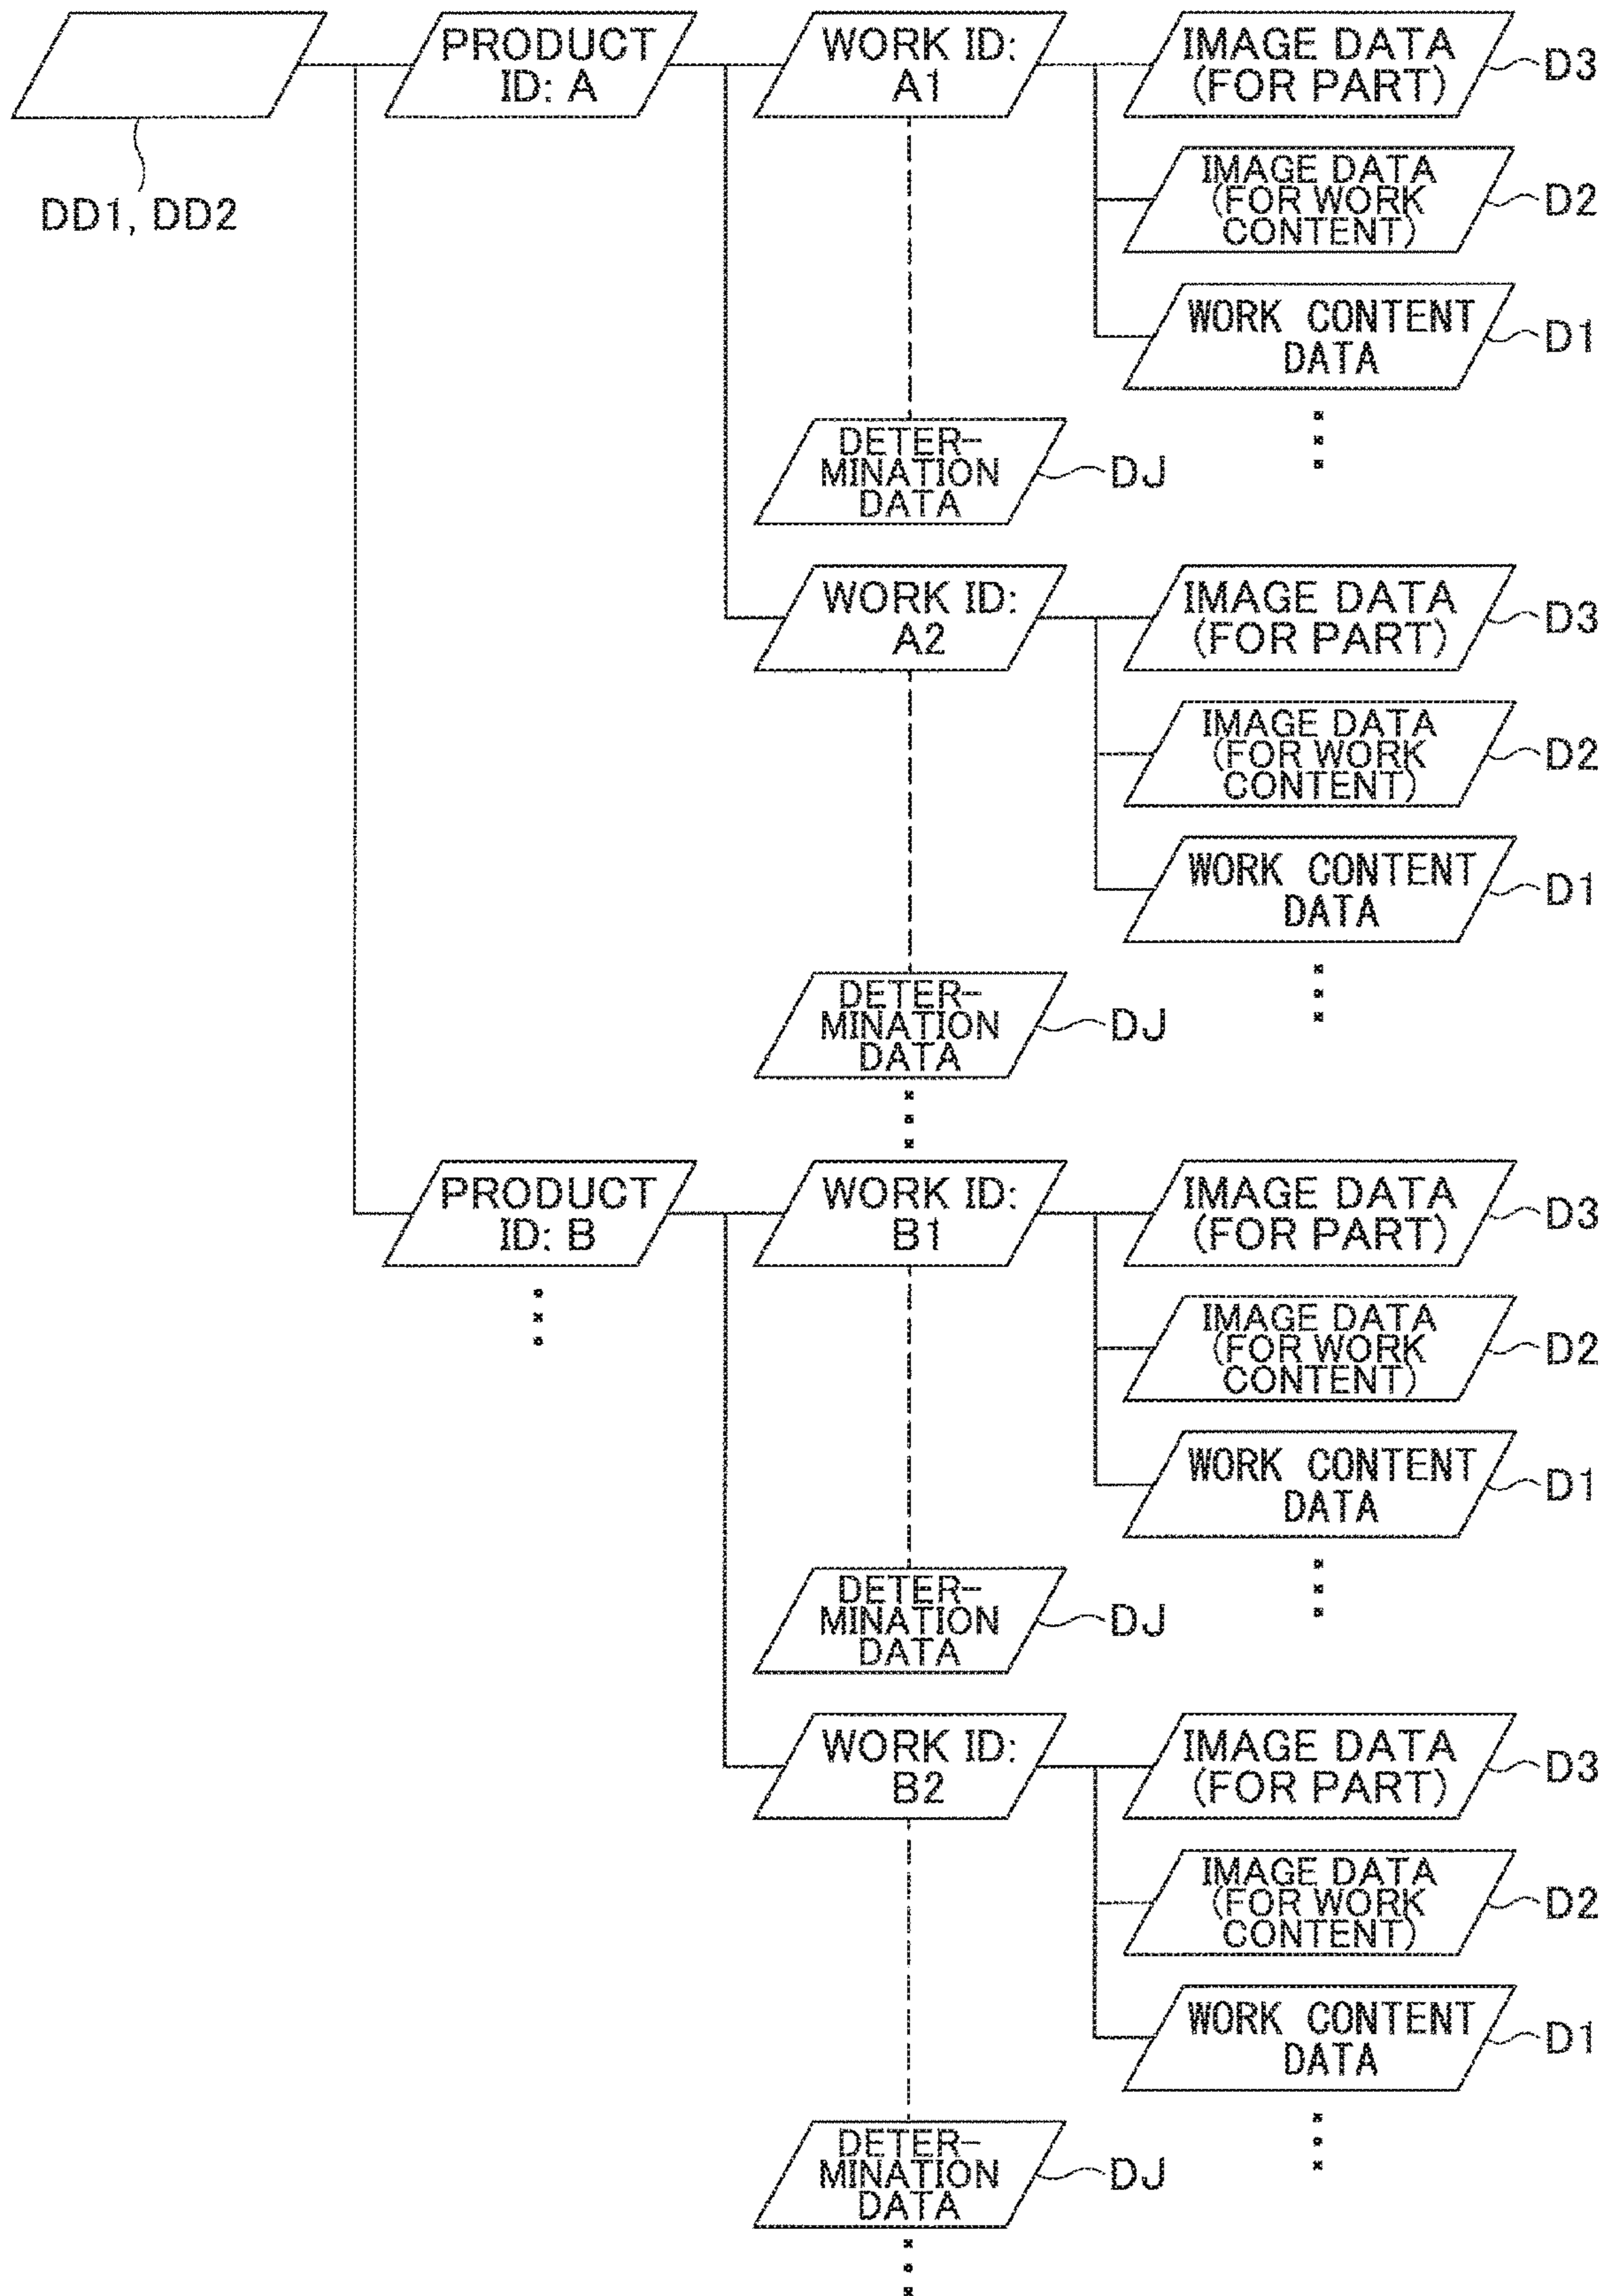 PRODUCT
ID: A
WORK ID:
A1
IMAGE DATA
(FOR PART)
D3
DD1, DD2
IMAGE DATA
(FOR WORK
CONTENT)
D2
WORK CONTENT
DATA
D1
DETER-
MINATION
DATA
DJ
WORK ID:
A2
IMAGE DATA
(FOR PART)
D3
IMAGE DATA
(FOR WORK
CONTENT)
D2
WORK CONTENT
DATA
D1
DETER-
MINATION
DATA
DJ
PRODUCT
ID: B
WORK ID:
B1
IMAGE DATA
(FOR PART)
D3
IMAGE DATA
(FOR WORK
CONTENT)
D2
WORK CONTENT
DATA
D1
DETER-
MINATION
DATA
DJ
WORK ID:
B2
IMAGE DATA
(FOR PART)
D3
IMAGE DATA
(FOR WORK
CONTENT)
D2
WORK CONTENT
DATA
D1
DETER-
MINATION
DATA
DJ